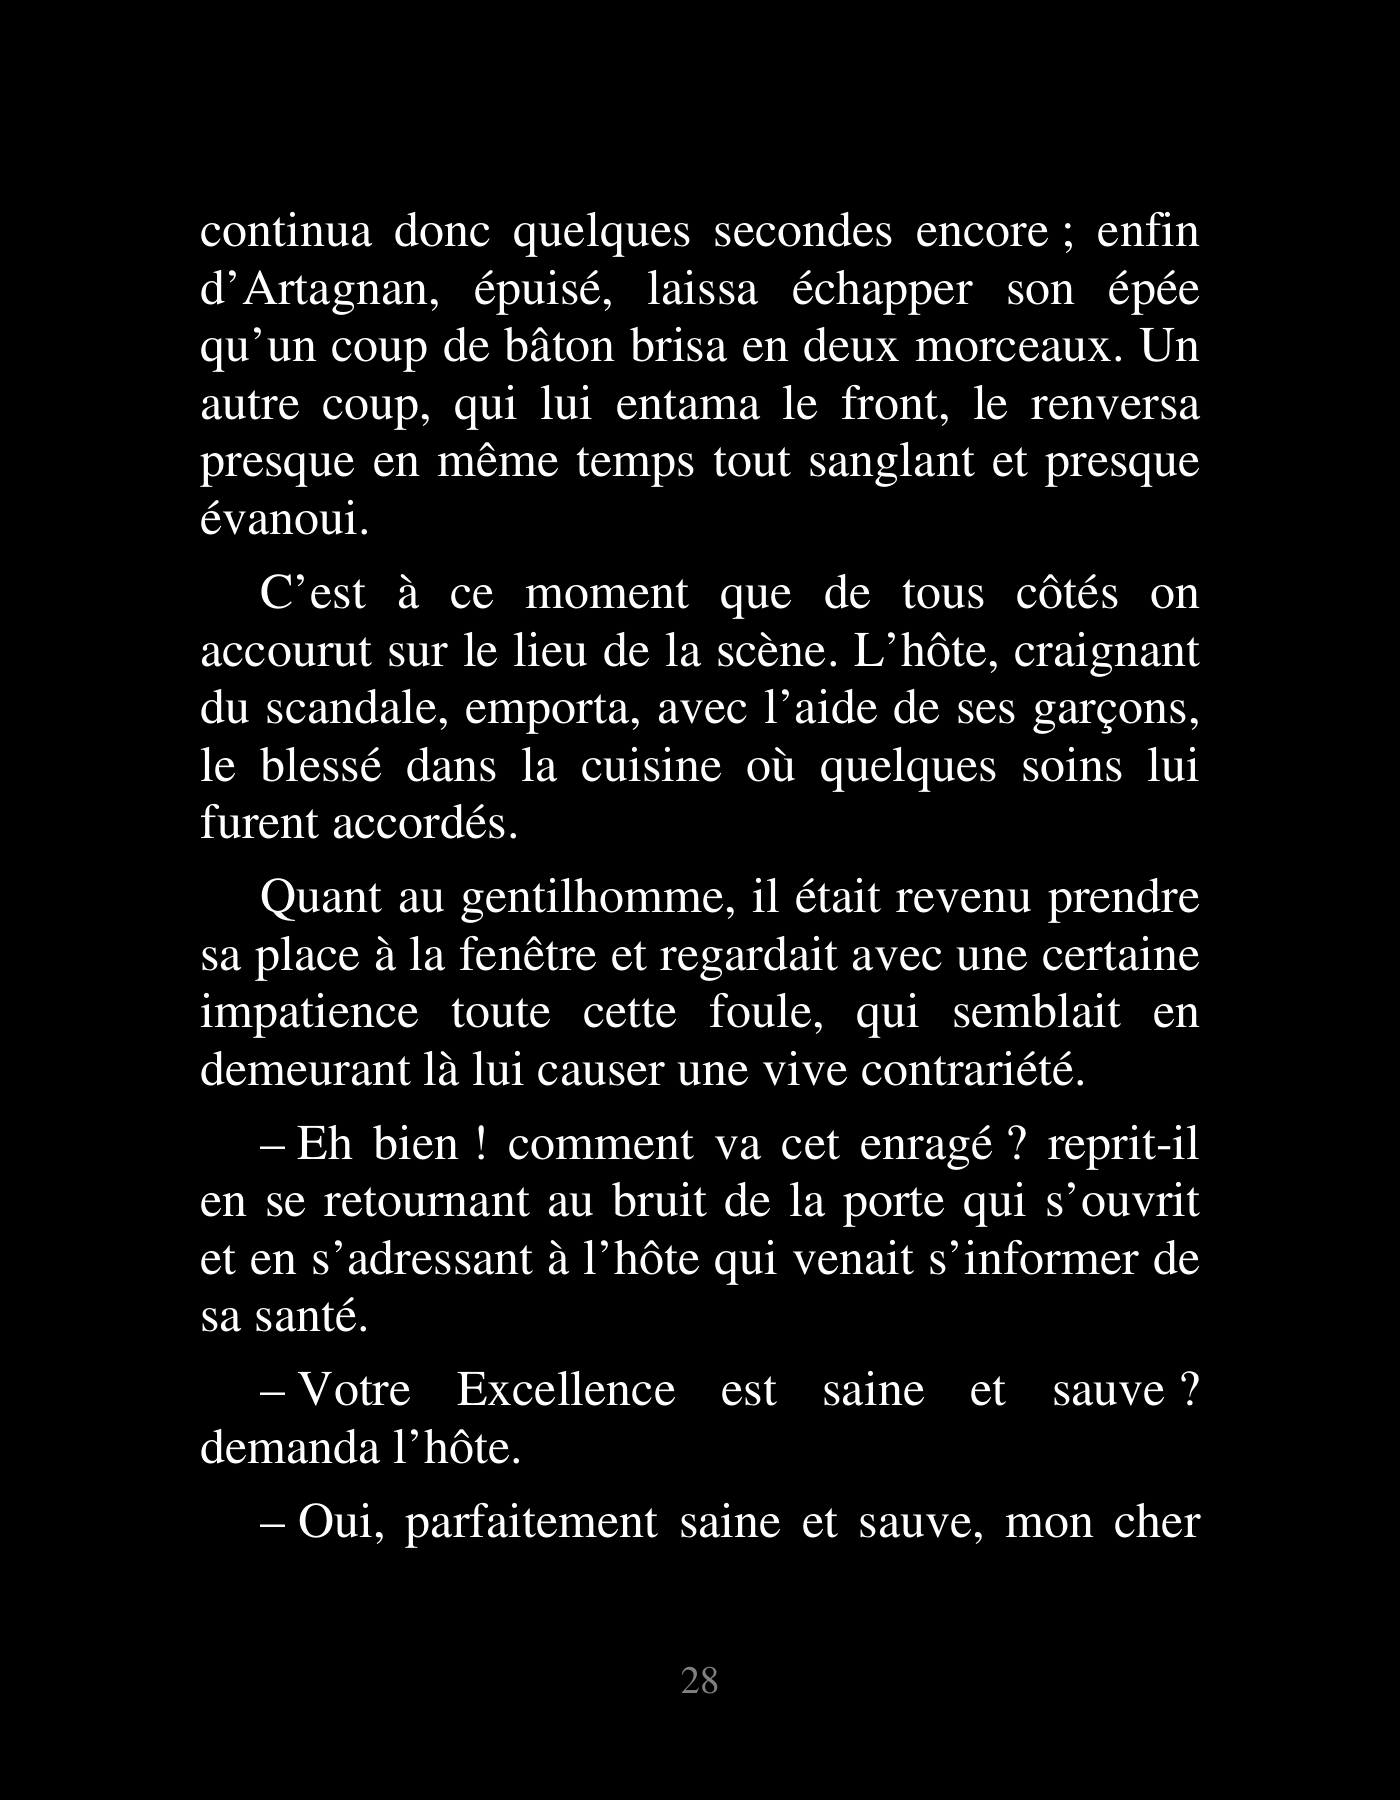 continua donc quelques secondes encore ; enfin
d’Artagnan, épuisé, laissa échapper son épée
qu’un coup de bâton brisa en deux morceaux. Un
autre coup, qui lui entama le front, le renversa
presque en même temps tout sanglant et presque
évanoui.
C’est à ce moment que de tous côtés on
accourut sur le lieu de la scène. L’hôte, craignant
du scandale, emporta, avec l’aide de ses garçons,
le blessé dans la cuisine où quelques soins lui
furent accordés.
Quant au gentilhomme, il était revenu prendre
sa place à la fenêtre et regardait avec une certaine
impatience toute cette foule, qui semblait en
demeurant là lui causer une vive contrariété.
– Eh bien ! comment va cet enragé ? reprit-il
en se retournant au bruit de la porte qui s’ouvrit
et en s’adressant à l’hôte qui venait s’informer de
sa santé.
– Votre Excellence est saine et sauve ?
demanda l’hôte.
– Oui, parfaitement saine et sauve, mon cher
28